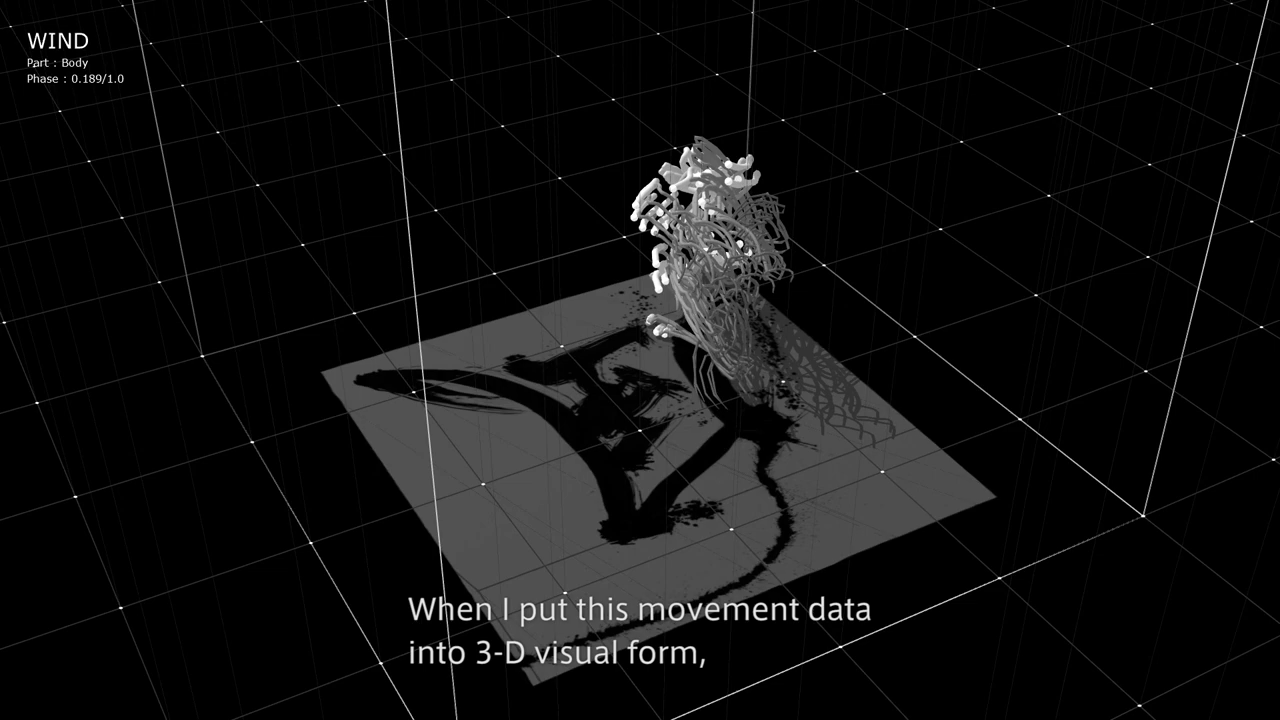 WIND
Part : Body
Phase : 0.189/1.0
When I put this movement data
into 3-D visual form,